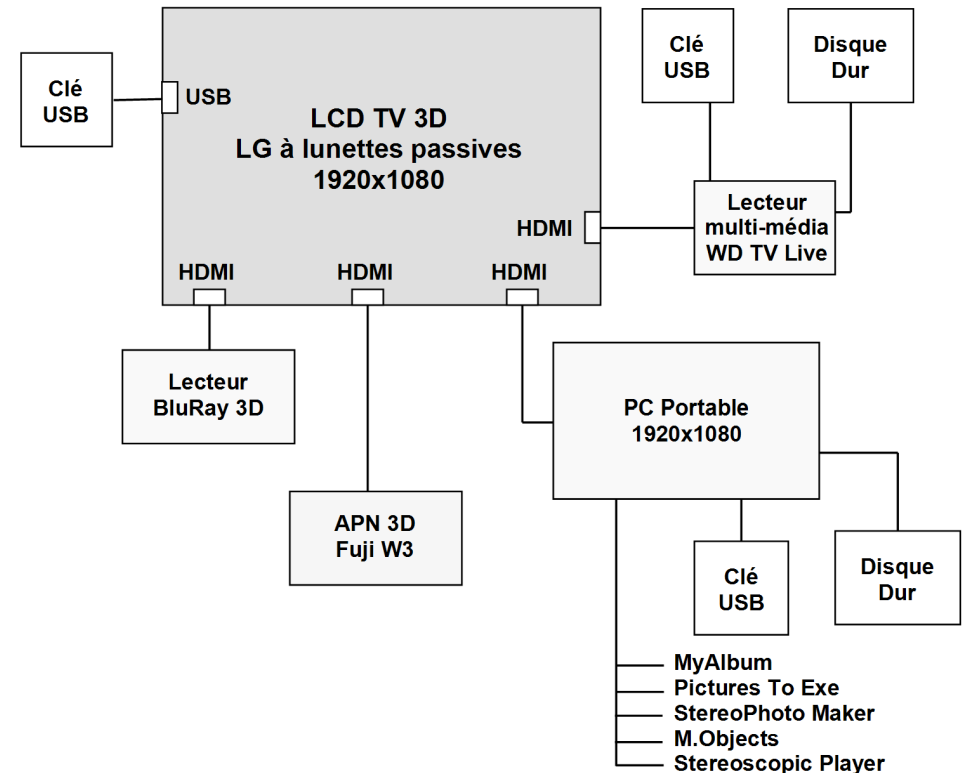 Clé
USB
USB
LCD TV 3D
LG à lunettes passives
1920x1080
HDMI
HDMI
HDMI
HDMI
Clé
USB
Disque
Dur
Lecteur
multi-média
WD TV Live
Lecteur
BluRay 3D
APN 3D
Fuji W3
PC Portable
1920x1080
Clé
USB
Disque
Dur
MyAlbum
Pictures To Exe
StereoPhoto Maker
M.Objects
Stereoscopic Player